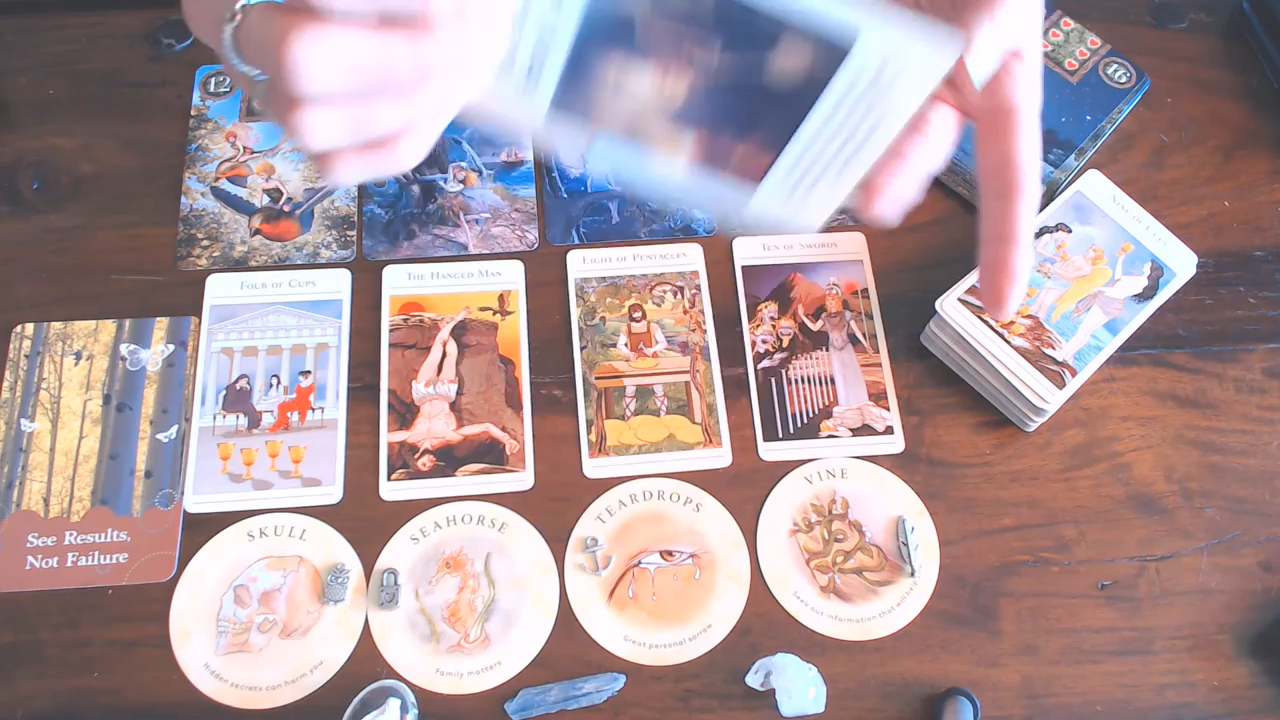 12
16
NINE OF CUPS
FOUR OF CUPS
THE HANGED MAN
EIGHT OF PENTACLES
TEN OF SWORDS
See Results,
Not Failure
SKULL
Hidden secrets can harm you
SEAHORSE
Family matters
TEARDROPS
Great personal sorrow
VINE
Seek out information that will be